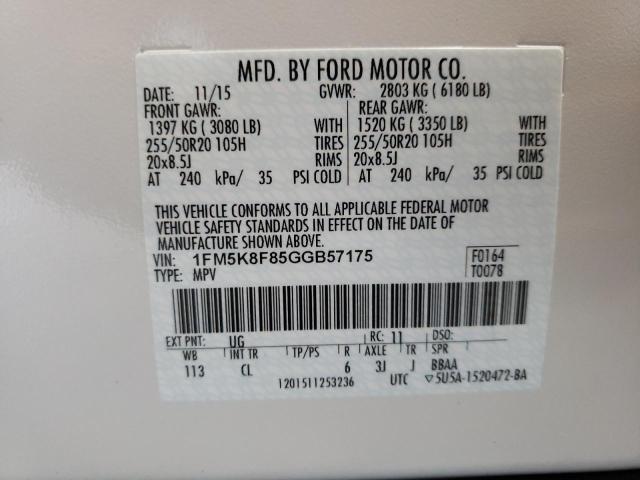 MFD. BY FORD MOTOR CO.
DATE: 11/15 GVWR: 2803 KG ( 6180 LB)
FRONT GAWR: REAR GAWR:
1397 KG ( 3080 LB) WITH 1520 KG ( 3350 LB) WITH
255/50R20 105H TIRES 255/50R20 105H TIRES
20x8.5J RIMS 20x8.5J RIMS
AT 240 kPa/ 35 PSI COLD AT 240 kPa/ 35 PSI COLD
THIS VEHICLE CONFORMS TO ALL APPLICABLE FEDERAL MOTOR
VEHICLE SAFETY STANDARDS IN EFFECT ON THE DATE OF
MANUFACTURE SHOWN ABOVE.
VIN: 1FM5K8F85GGB57175 F0164
TYPE: MPV T0078
EXT PNT: UG RC: 11 DSO:
WB INT TR TP/PS R AXLE TR SPR
113 CL 6 3J J BBAA
1201511253236 UTC ▽5U5A-1520472-BA